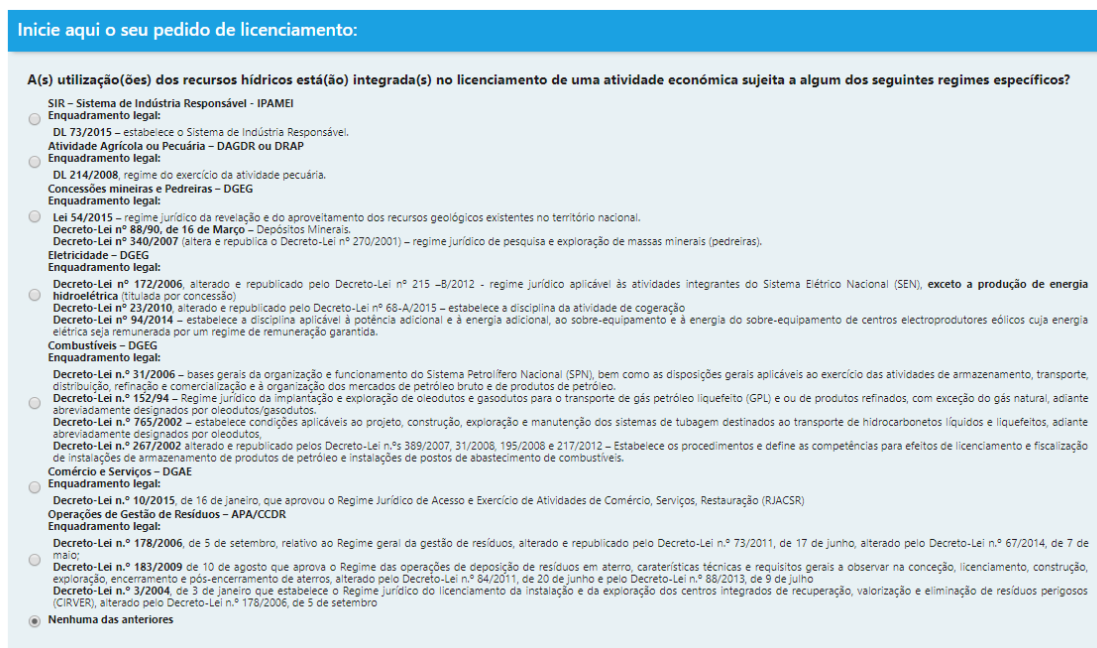 Inicie aqui o seu pedido de licenciamento:
A(s) utilização(ões) dos recursos hídricos está(ão) integrada(s) no licenciamento de uma atividade económica sujeita a algum dos seguintes regimes específicos?
SIR – Sistema de Indústria Responsável - IPAMEI
Enquadramento legal:
DL 73/2015 – estabelece o Sistema de Indústria Responsável.
Atividade Agrícola ou Pecuária – DAGDR ou DRAP
Enquadramento legal:
DL 214/2008, regime do exercício da atividade pecuária.
Concessões mineiras e Pedreiras – DGEG
Enquadramento legal:
Lei 54/2015 – regime jurídico da revelação e do aproveitamento dos recursos geológicos existentes no território nacional.
Decreto-Lei nº 88/90, de 16 de Março – Depósitos Minerais.
Decreto-Lei nº 340/2007 (altera e republica o Decreto-Lei nº 270/2001) – regime jurídico de pesquisa e exploração de massas minerais (pedreiras).
Eletricidade – DGEG
Enquadramento legal:
Decreto-Lei nº 172/2006, alterado e republicado pelo Decreto-Lei nº 215 –B/2012 - regime jurídico aplicável às atividades integrantes do Sistema Elétrico Nacional (SEN), exceto a produção de energia
hidroelétrica (titulada por concessão)
Decreto-Lei nº 23/2010, alterado e republicado pelo Decreto-Lei nº 68-A/2015 – estabelece a disciplina da atividade de cogeração
Decreto-Lei nº 94/2014 – estabelece a disciplina aplicável à potência adicional e à energia adicional, ao sobre-equipamento e à energia do sobre-equipamento de centros electroprodutores eólicos cuja energia
elétrica seja remunerada por um regime de remuneração garantida.
Combustíveis – DGEG
Enquadramento legal:
Decreto-Lei n.º 31/2006 – bases gerais da organização e funcionamento do Sistema Petrolífero Nacional (SPN), bem como as disposições gerais aplicáveis ao exercício das atividades de armazenamento, transporte,
distribuição, refinação e comercialização e à organização dos mercados de petróleo bruto e de produtos de petróleo.
Decreto-Lei n.º 152/94 – Regime jurídico da implantação e exploração de oleodutos e gasodutos para o transporte de gás petróleo liquefeito (GPL) e ou de produtos refinados, com exceção do gás natural, adiante
abreviadamente designados por oleodutos/gasodutos.
Decreto-Lei n.º 765/2002 – estabelece condições aplicáveis ao projeto, construção, exploração e manutenção dos sistemas de tubagem destinados ao transporte de hidrocarbonetos líquidos e liquefeitos, adiante
abreviadamente designados por oleodutos,
Decreto-Lei n.º 267/2002 alterado e republicado pelos Decreto-Lei n.ºs 389/2007, 31/2008, 195/2008 e 217/2012 – Estabelece os procedimentos e define as competências para efeitos de licenciamento e fiscalização
de instalações de armazenamento de produtos de petróleo e instalações de postos de abastecimento de combustíveis.
Comércio e Serviços – DGAE
Enquadramento legal:
Decreto-Lei n.º 10/2015, de 16 de janeiro, que aprovou o Regime Jurídico de Acesso e Exercício de Atividades de Comércio, Serviços, Restauração (RJACSR)
Operações de Gestão de Resíduos – APA/CCDR
Enquadramento legal:
Decreto-Lei n.º 178/2006, de 5 de setembro, relativo ao Regime geral da gestão de resíduos, alterado e republicado pelo Decreto-Lei n.º 73/2011, de 17 de junho, alterado pelo Decreto-Lei n.º 67/2014, de 7 de
maio;
Decreto-Lei n.º 183/2009 de 10 de agosto que aprova o Regime das operações de deposição de resíduos em aterro, caraterísticas técnicas e requisitos gerais a observar na conceção, licenciamento, construção,
exploração, encerramento e pós-encerramento de aterros, alterado pelo Decreto-Lei n.º 84/2011, de 20 de junho e pelo Decreto-Lei n.º 88/2013, de 9 de julho
Decreto-Lei n.º 3/2004, de 3 de janeiro que estabelece o Regime jurídico do licenciamento da instalação e da exploração dos centros integrados de recuperação, valorização e eliminação de resíduos perigosos
(CIRVER), alterado pelo Decreto-Lei n.º 178/2006, de 5 de setembro
Nenhuma das anteriores